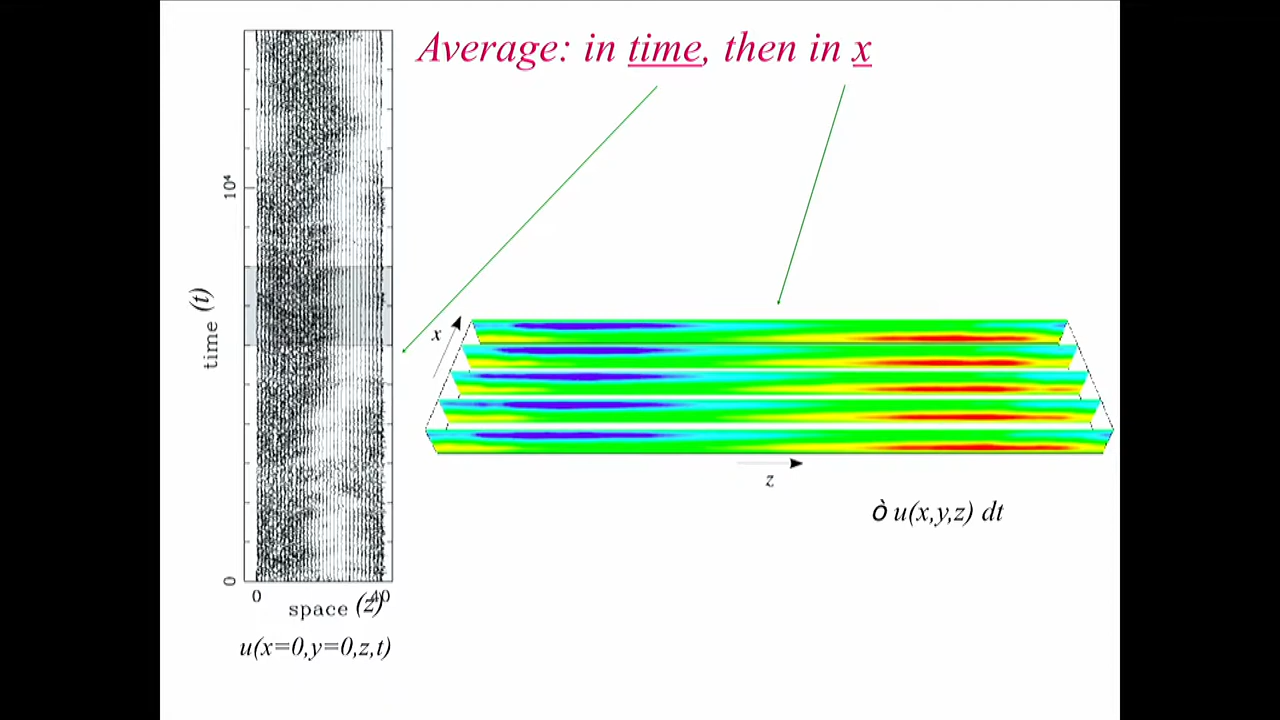 Average: in time, then in x
10⁴
time (t)
0
0 40
space (z)
u(x=0,y=0,z,t)
x
z
ò u(x,y,z) dt